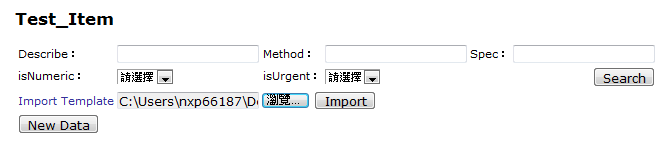 Test_Item
Describe： Method： Spec：
isNumeric： 請選擇 isUrgent： 請選擇 Search
Import Template C:\Users\nxp66187\De 瀏覽... Import
New Data